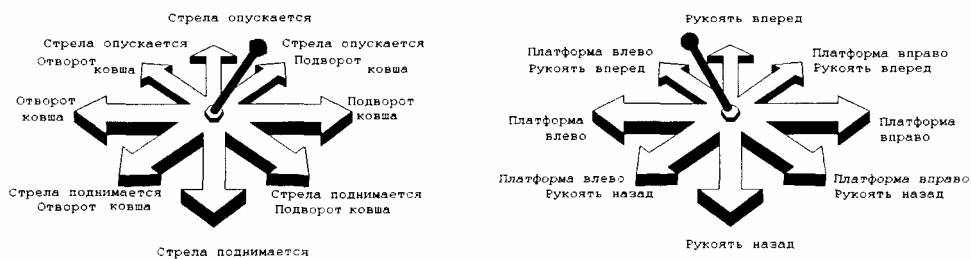 Стрела опускается
Стрела опускается
Отворот ковша
Стрела опускается
Подворот ковша
Отворот
ковша
Подворот
ковша
Стрела поднимается
Отворот ковша
Стрела поднимается
Подворот ковша
Стрела поднимается
Рукоять вперед
Платформа влево
Рукоять вперед
Платформа вправо
Рукоять вперед
Платформа
влево
Платформа
вправо
Платформа влево
Рукоять назад
Платформа вправо
Рукоять назад
Рукоять назад